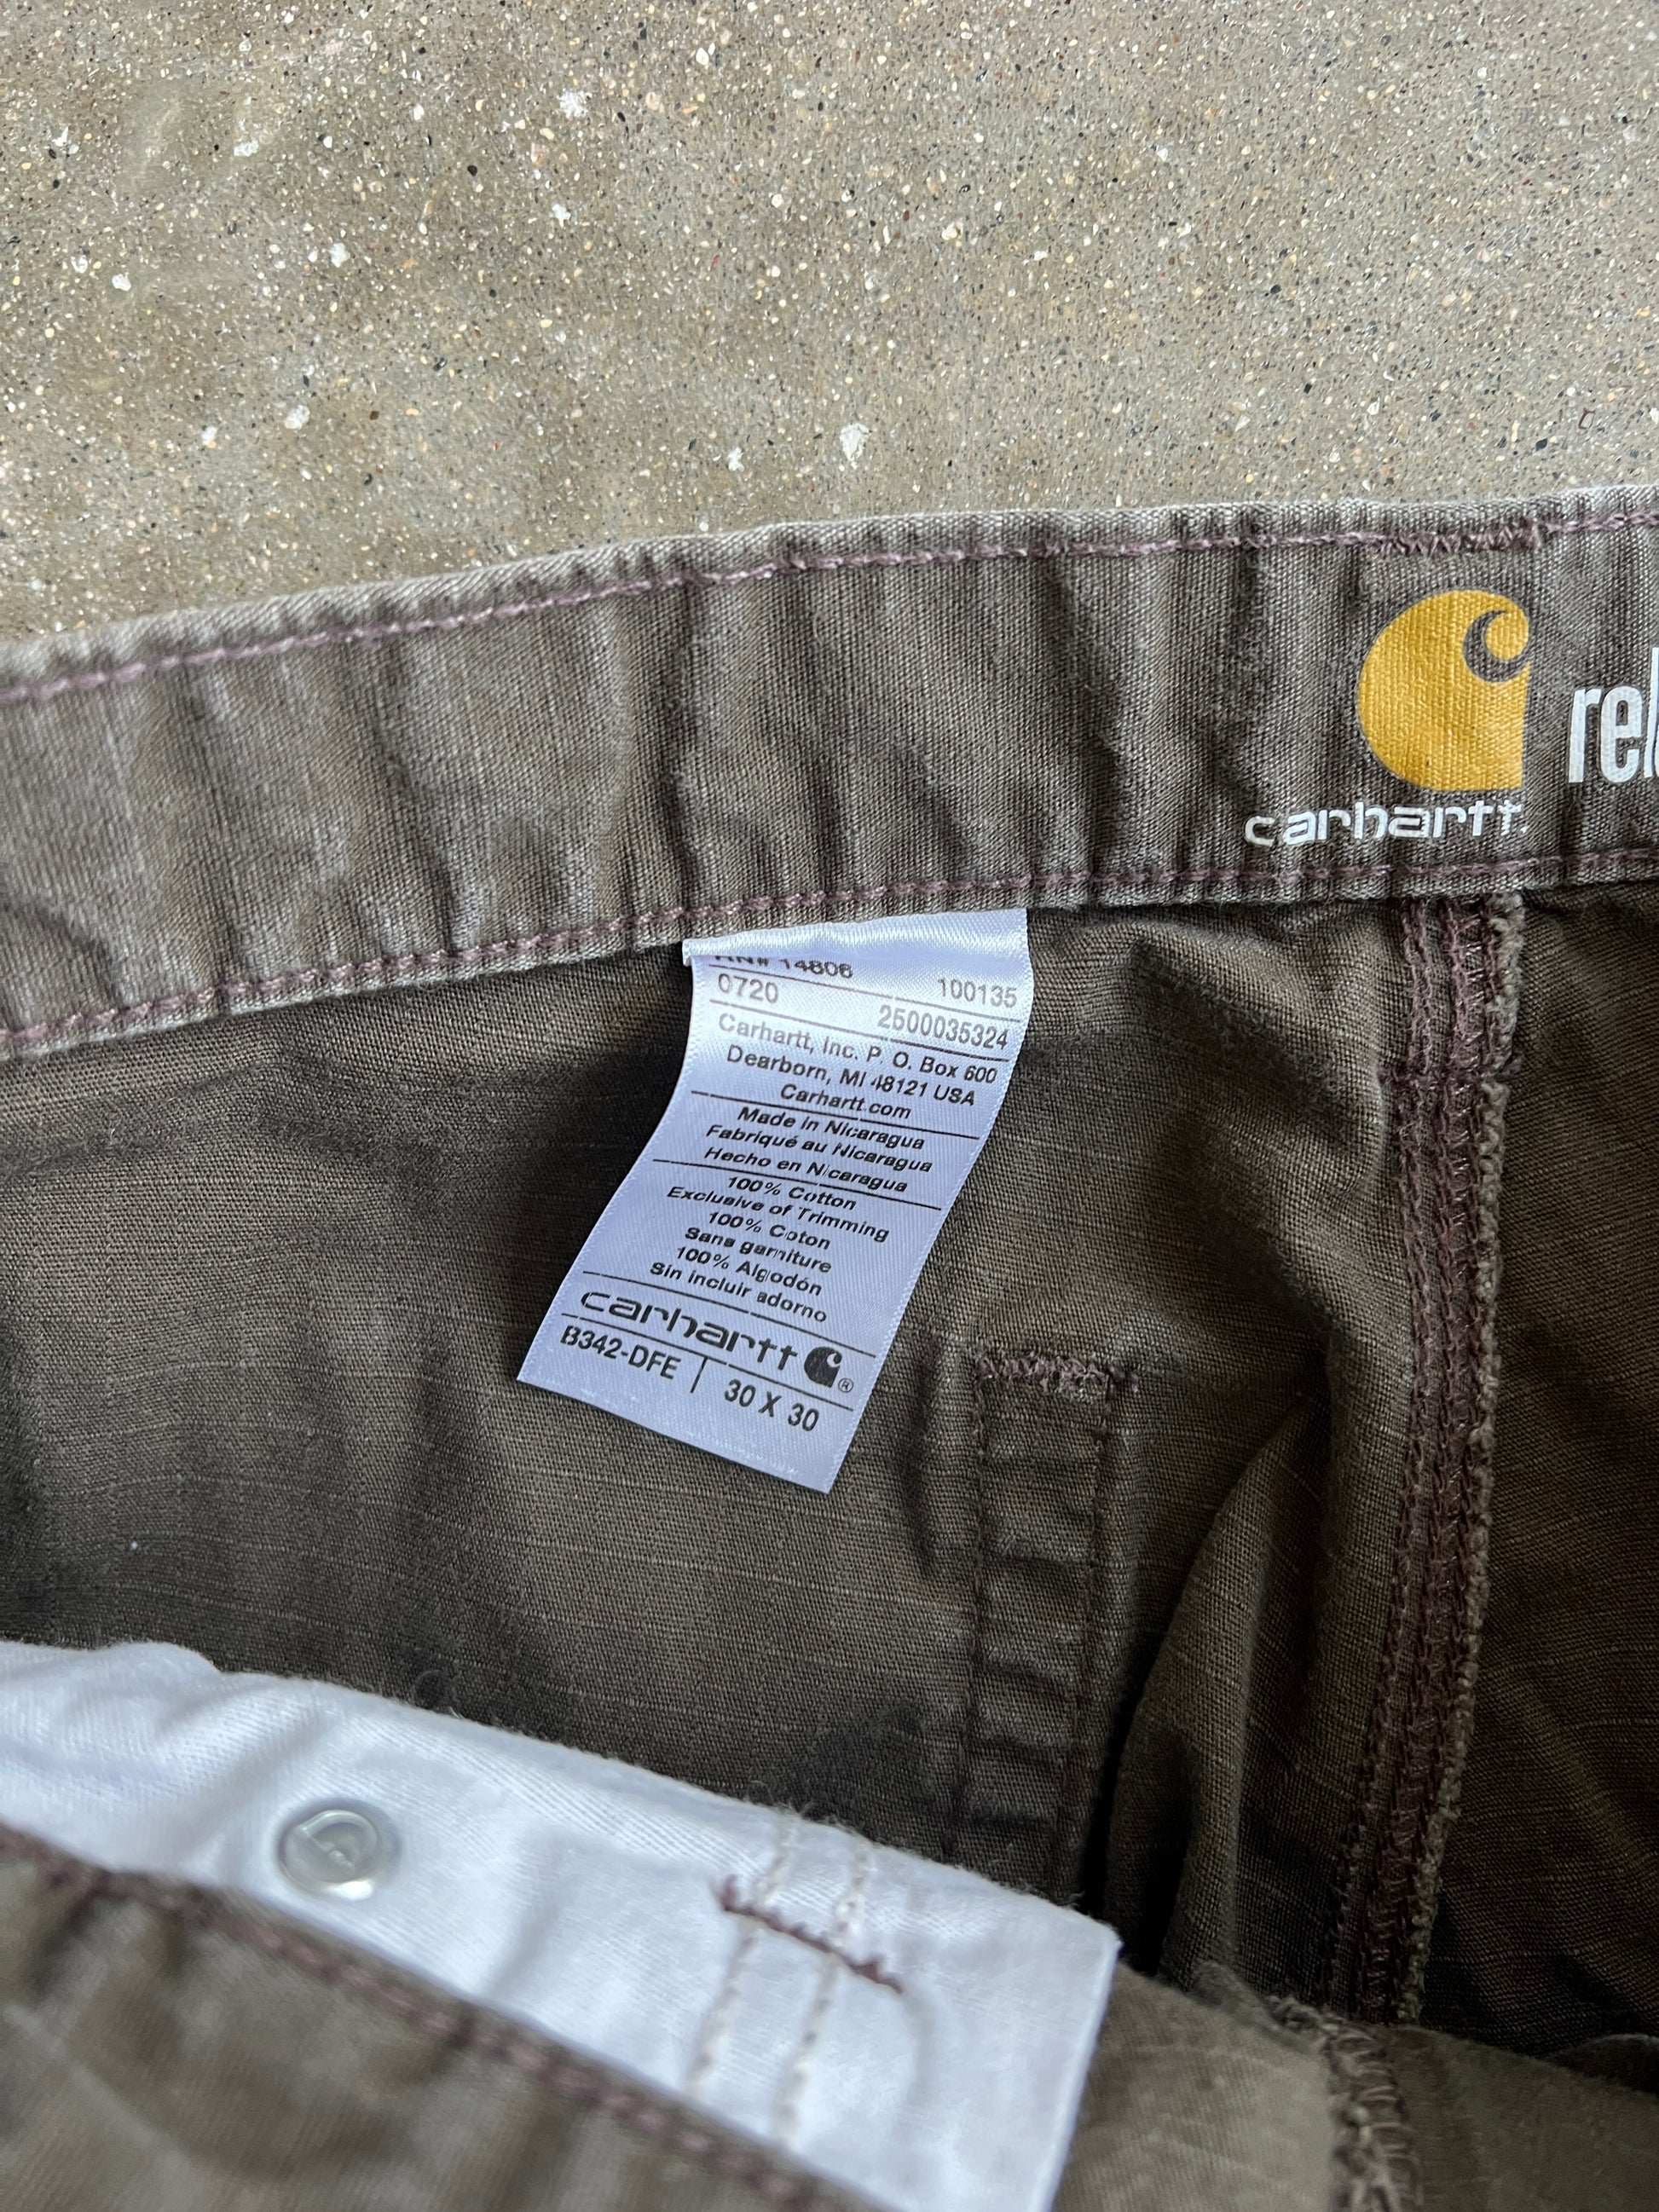 carhartt.
RN# 14806
0720 100135
2500035324
Carhartt, Inc. P. O. Box 600
Dearborn, MI 48121 USA
Carhartt.com
Made in Nicaragua
Fabriqué au Nicaragua
Hecho en Nicaragua
100% Cotton
Exclusive of Trimming
100% Coton
Sans garniture
100% Algodón
Sin incluir adorno
carhartt ®
B342-DFE | 30 X 30